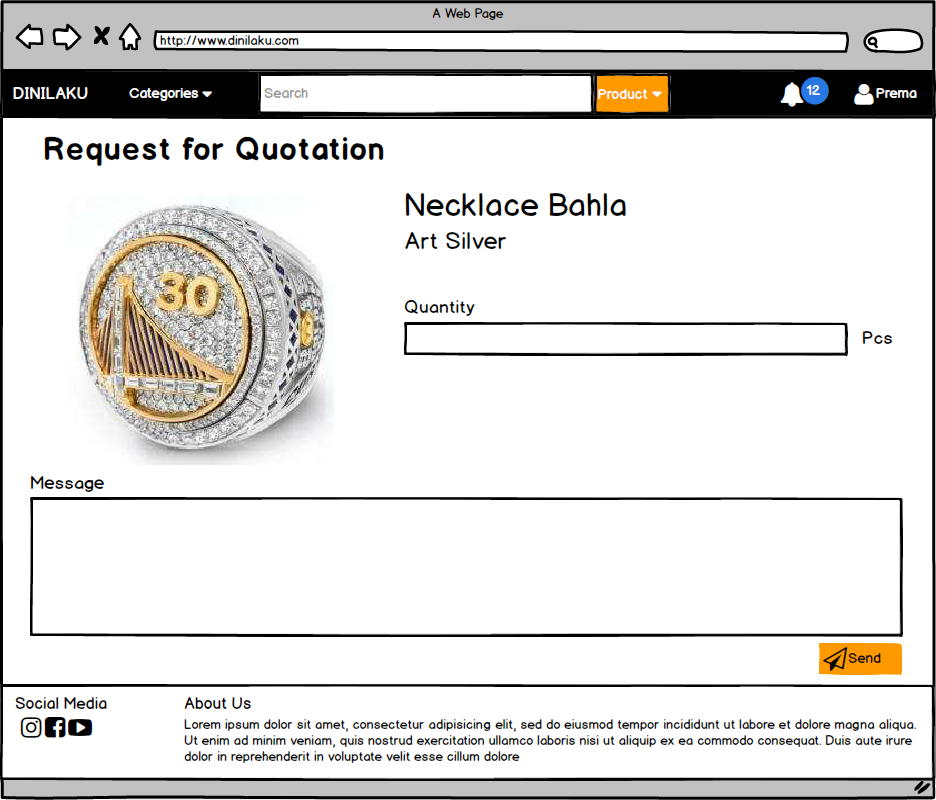 A Web Page
http://www.dinilaku.com
DINILAKU Categories Search Product 12 Prema
Request for Quotation
Necklace Bahla
Art Silver
30
Quantity
Pcs
Message
Send
Social Media About Us
Lorem ipsum dolor sit amet, consectetur adipisicing elit, sed do eiusmod tempor incididunt ut labore et dolore magna aliqua.
Ut enim ad minim veniam, quis nostrud exercitation ullamco laboris nisi ut aliquip ex ea commodo consequat. Duis aute irure
dolor in reprehenderit in voluptate velit esse cillum dolore